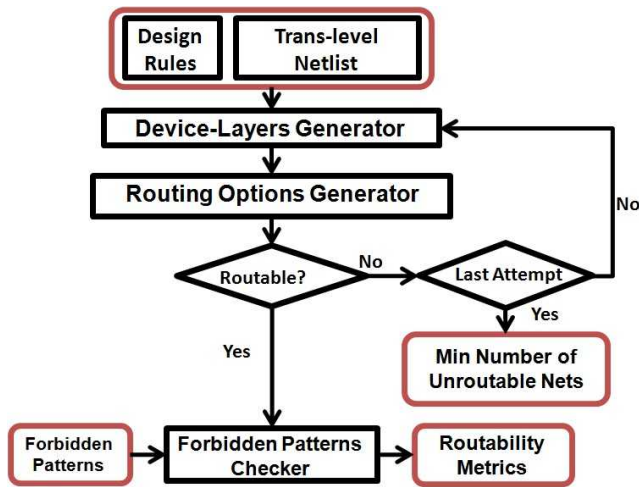 Design
Rules
Trans-level
Netlist
Device-Layers Generator
Routing Options Generator
No
Routable?
No
Last Attempt
Yes
Yes
Min Number of
Unroutable Nets
Forbidden
Patterns
Forbidden Patterns
Checker
Routability
Metrics